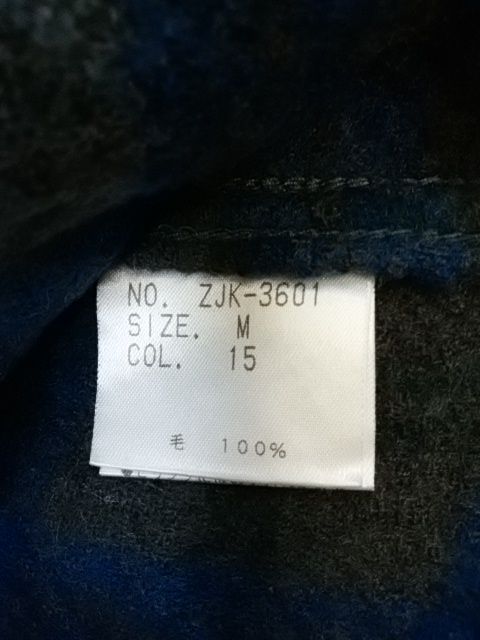 NO. ZJK-3601
SIZE. M
COL. 15
毛 100%